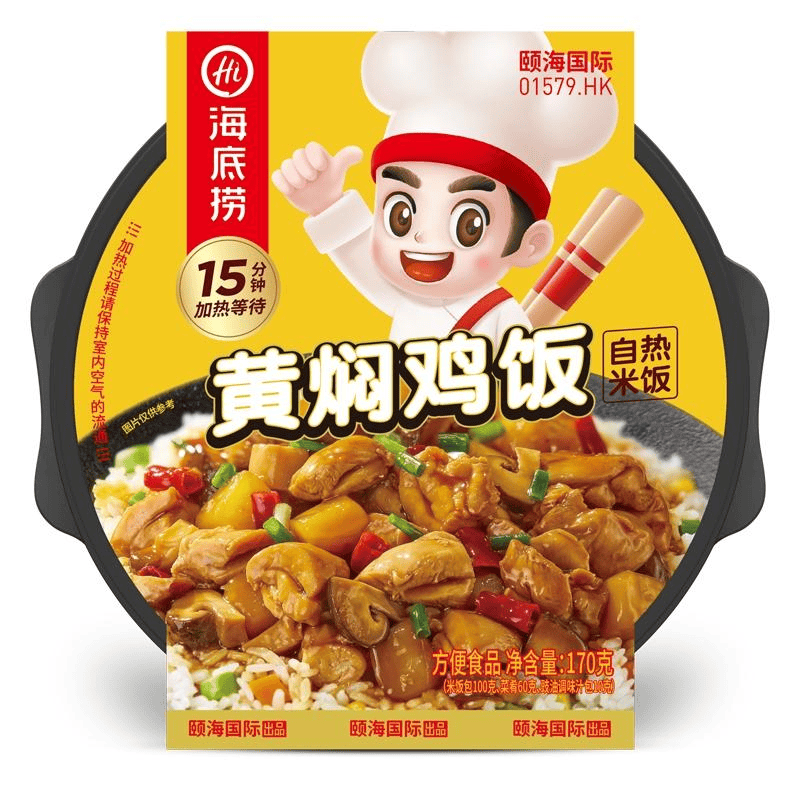 Hi
海底捞
颐海国际
01579.HK
15分钟
加热等待
!!!加热过程请保持室内空气的流通!!!
黄焖鸡饭
自热
米饭
图片仅供参考
方便食品 净含量:170克
(米饭包100克、菜肴60克、豉油调味汁包10克)
颐海国际出品
颐海国际出品
颐海国际出品